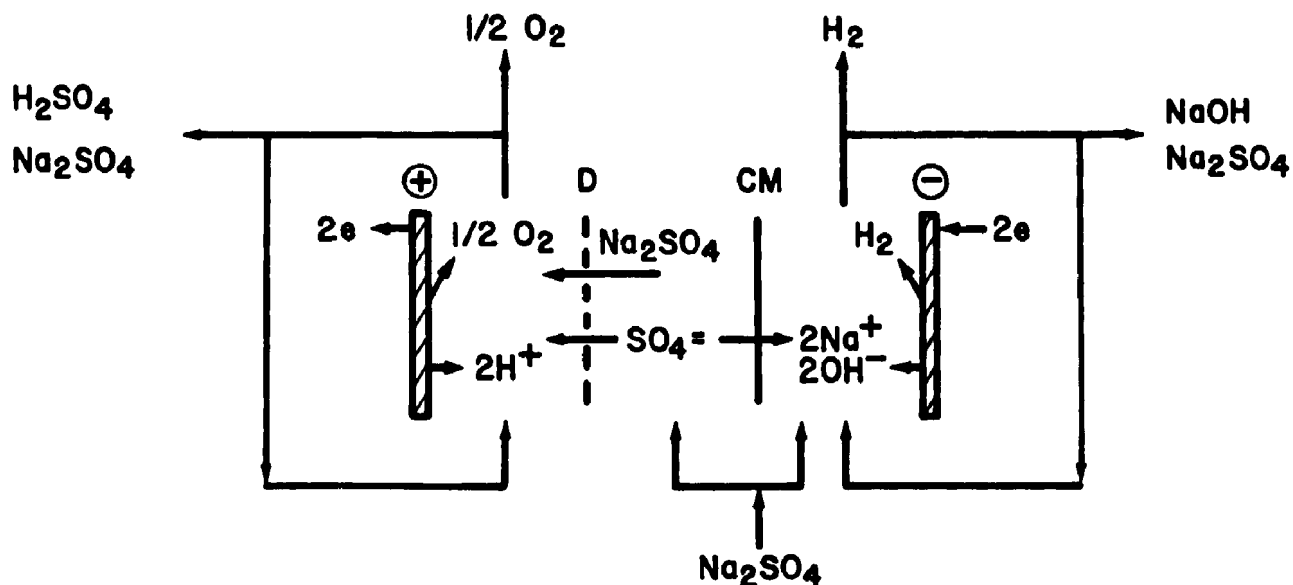 1/2 O2
H2
H2SO4
Na2SO4
NaOH
Na2SO4
+
D
CM
−
2e
1/2 O2
Na2SO4
H2
2e
2H+
SO4=
2Na+
2OH−
Na2SO4